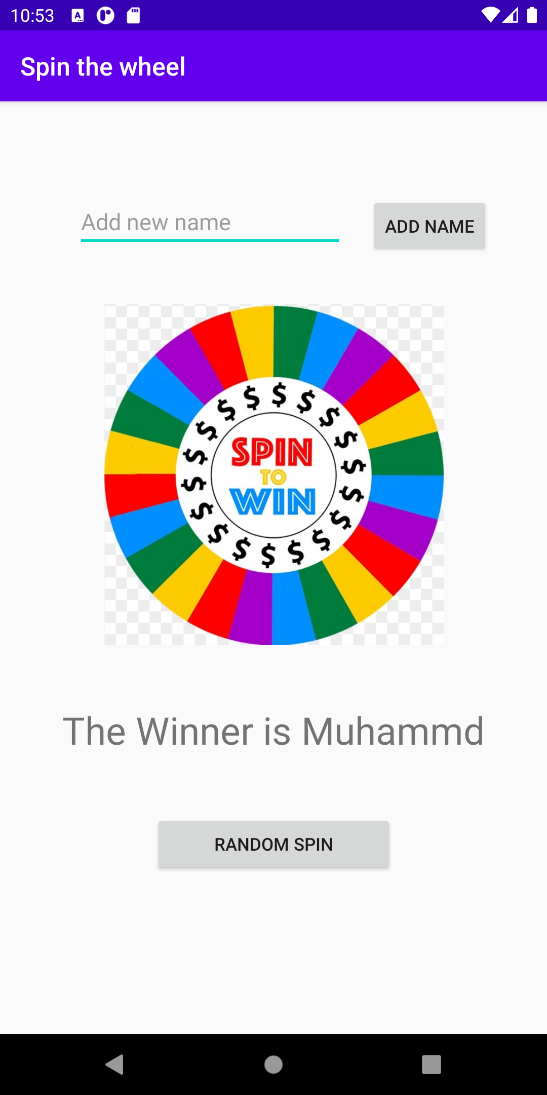 10:53
Spin the wheel
Add new name
ADD NAME
$ $ $ $ $ $ $ $ $ $ $ $ $ $ $ $ $ $ $ $ $ $
SPIN
TO
WIN
The Winner is Muhammd
RANDOM SPIN